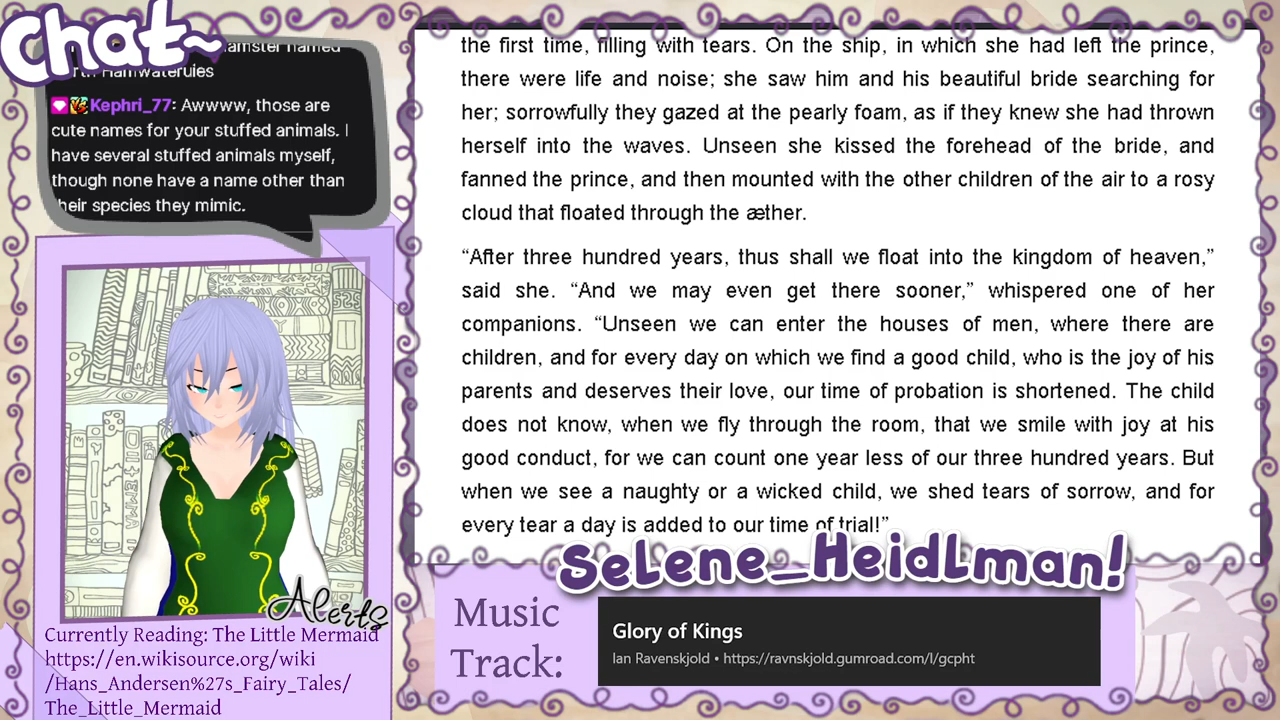 Chat~
hamster named
Hamwateruies
Kephri_77: Awwww, those are
cute names for your stuffed animals. I
have several stuffed animals myself,
though none have a name other than
their species they mimic.
the first time, filling with tears. On the ship, in which she had left the prince,
there were life and noise; she saw him and his beautiful bride searching for
her; sorrowfully they gazed at the pearly foam, as if they knew she had thrown
herself into the waves. Unseen she kissed the forehead of the bride, and
fanned the prince, and then mounted with the other children of the air to a rosy
cloud that floated through the æther.
“After three hundred years, thus shall we float into the kingdom of heaven,”
said she. “And we may even get there sooner,” whispered one of her
companions. “Unseen we can enter the houses of men, where there are
children, and for every day on which we find a good child, who is the joy of his
parents and deserves their love, our time of probation is shortened. The child
does not know, when we fly through the room, that we smile with joy at his
good conduct, for we can count one year less of our three hundred years. But
when we see a naughty or a wicked child, we shed tears of sorrow, and for
every tear a day is added to our time of trial!”
Alerts
Currently Reading: The Little Mermaid
https://en.wikisource.org/wiki
/Hans_Andersen%27s_Fairy_Tales/
The_Little_Mermaid
Selene_Heidlman!
Music
Track:
Glory of Kings
Ian Ravenskjold • https://ravnskjold.gumroad.com/l/gcpht